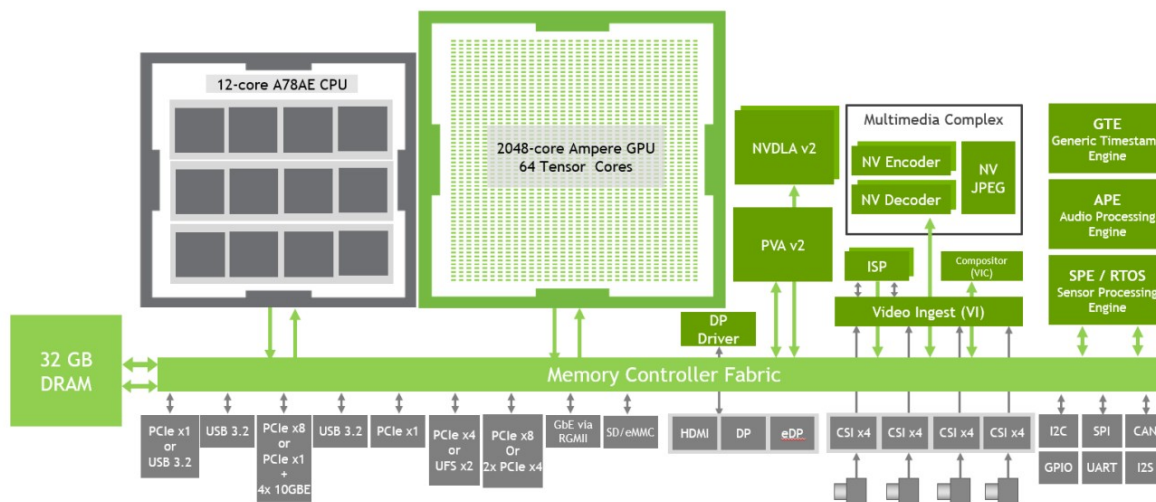 12-core A78AE CPU
2048-core Ampere GPU
64 Tensor Cores
NVDLA v2
PVA v2
Multimedia Complex
NV Encoder
NV Decoder
NV
JPEG
ISP
Compositor
(VIC)
Video Ingest (VI)
GTE
Generic Timestamp
Engine
APE
Audio Processing
Engine
SPE / RTOS
Sensor Processing
Engine
DP
Driver
32 GB
DRAM
Memory Controller Fabric
PCIe x1
or
USB 3.2
USB 3.2
PCIe x8
or
PCIe x1
+
4x 10GBE
USB 3.2
PCIe x1
PCIe x4
or
UFS x2
PCIe x8
Or
2x PCIe x4
GbE via
RGMII
SD/eMMC
HDMI
DP
eDP
CSI x4
CSI x4
CSI x4
CSI x4
I2C
SPI
CAN
GPIO
UART
I2S